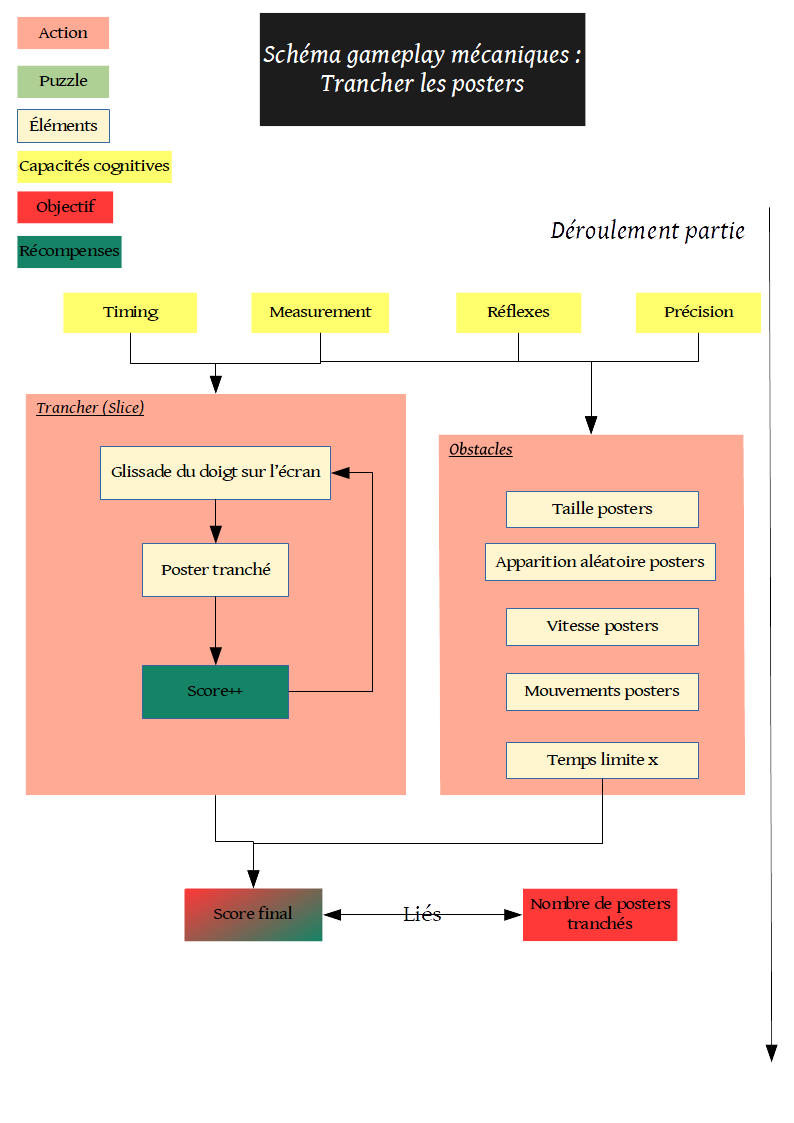 Action
Schéma gameplay mécaniques :
Trancher les posters
Puzzle
Éléments
Capacités cognitives
Objectif
Récompenses
Déroulement partie
Timing
Measurement
Réflexes
Précision
Trancher (Slice)
Glissade du doigt sur l'écran
Poster tranché
Score++
Obstacles
Taille posters
Apparition aléatoire posters
Vitesse posters
Mouvements posters
Temps limite x
Score final
Liés
Nombre de posters
tranchés